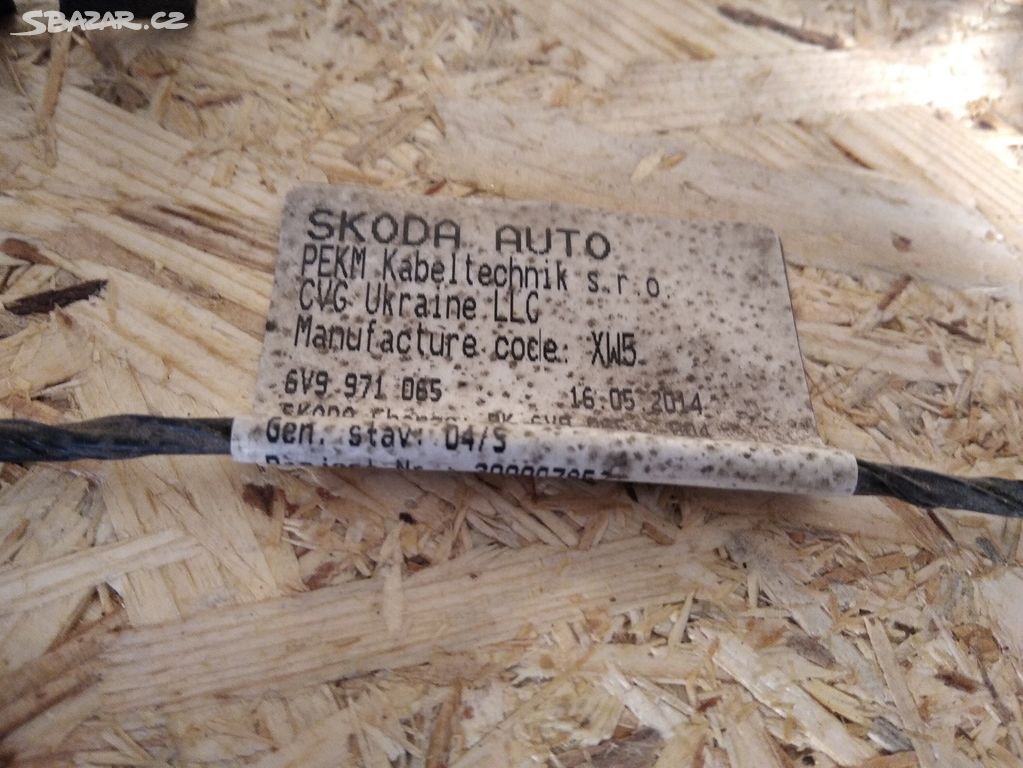 SBAZAR.CZ
SKODA AUTO
PEKM Kabeltechnik s.r.o.
CVG Ukraine LLC
Manufacture code: XW5
6V9 971 065 16.05 2014
SKODA
Gen. stav: 04/S